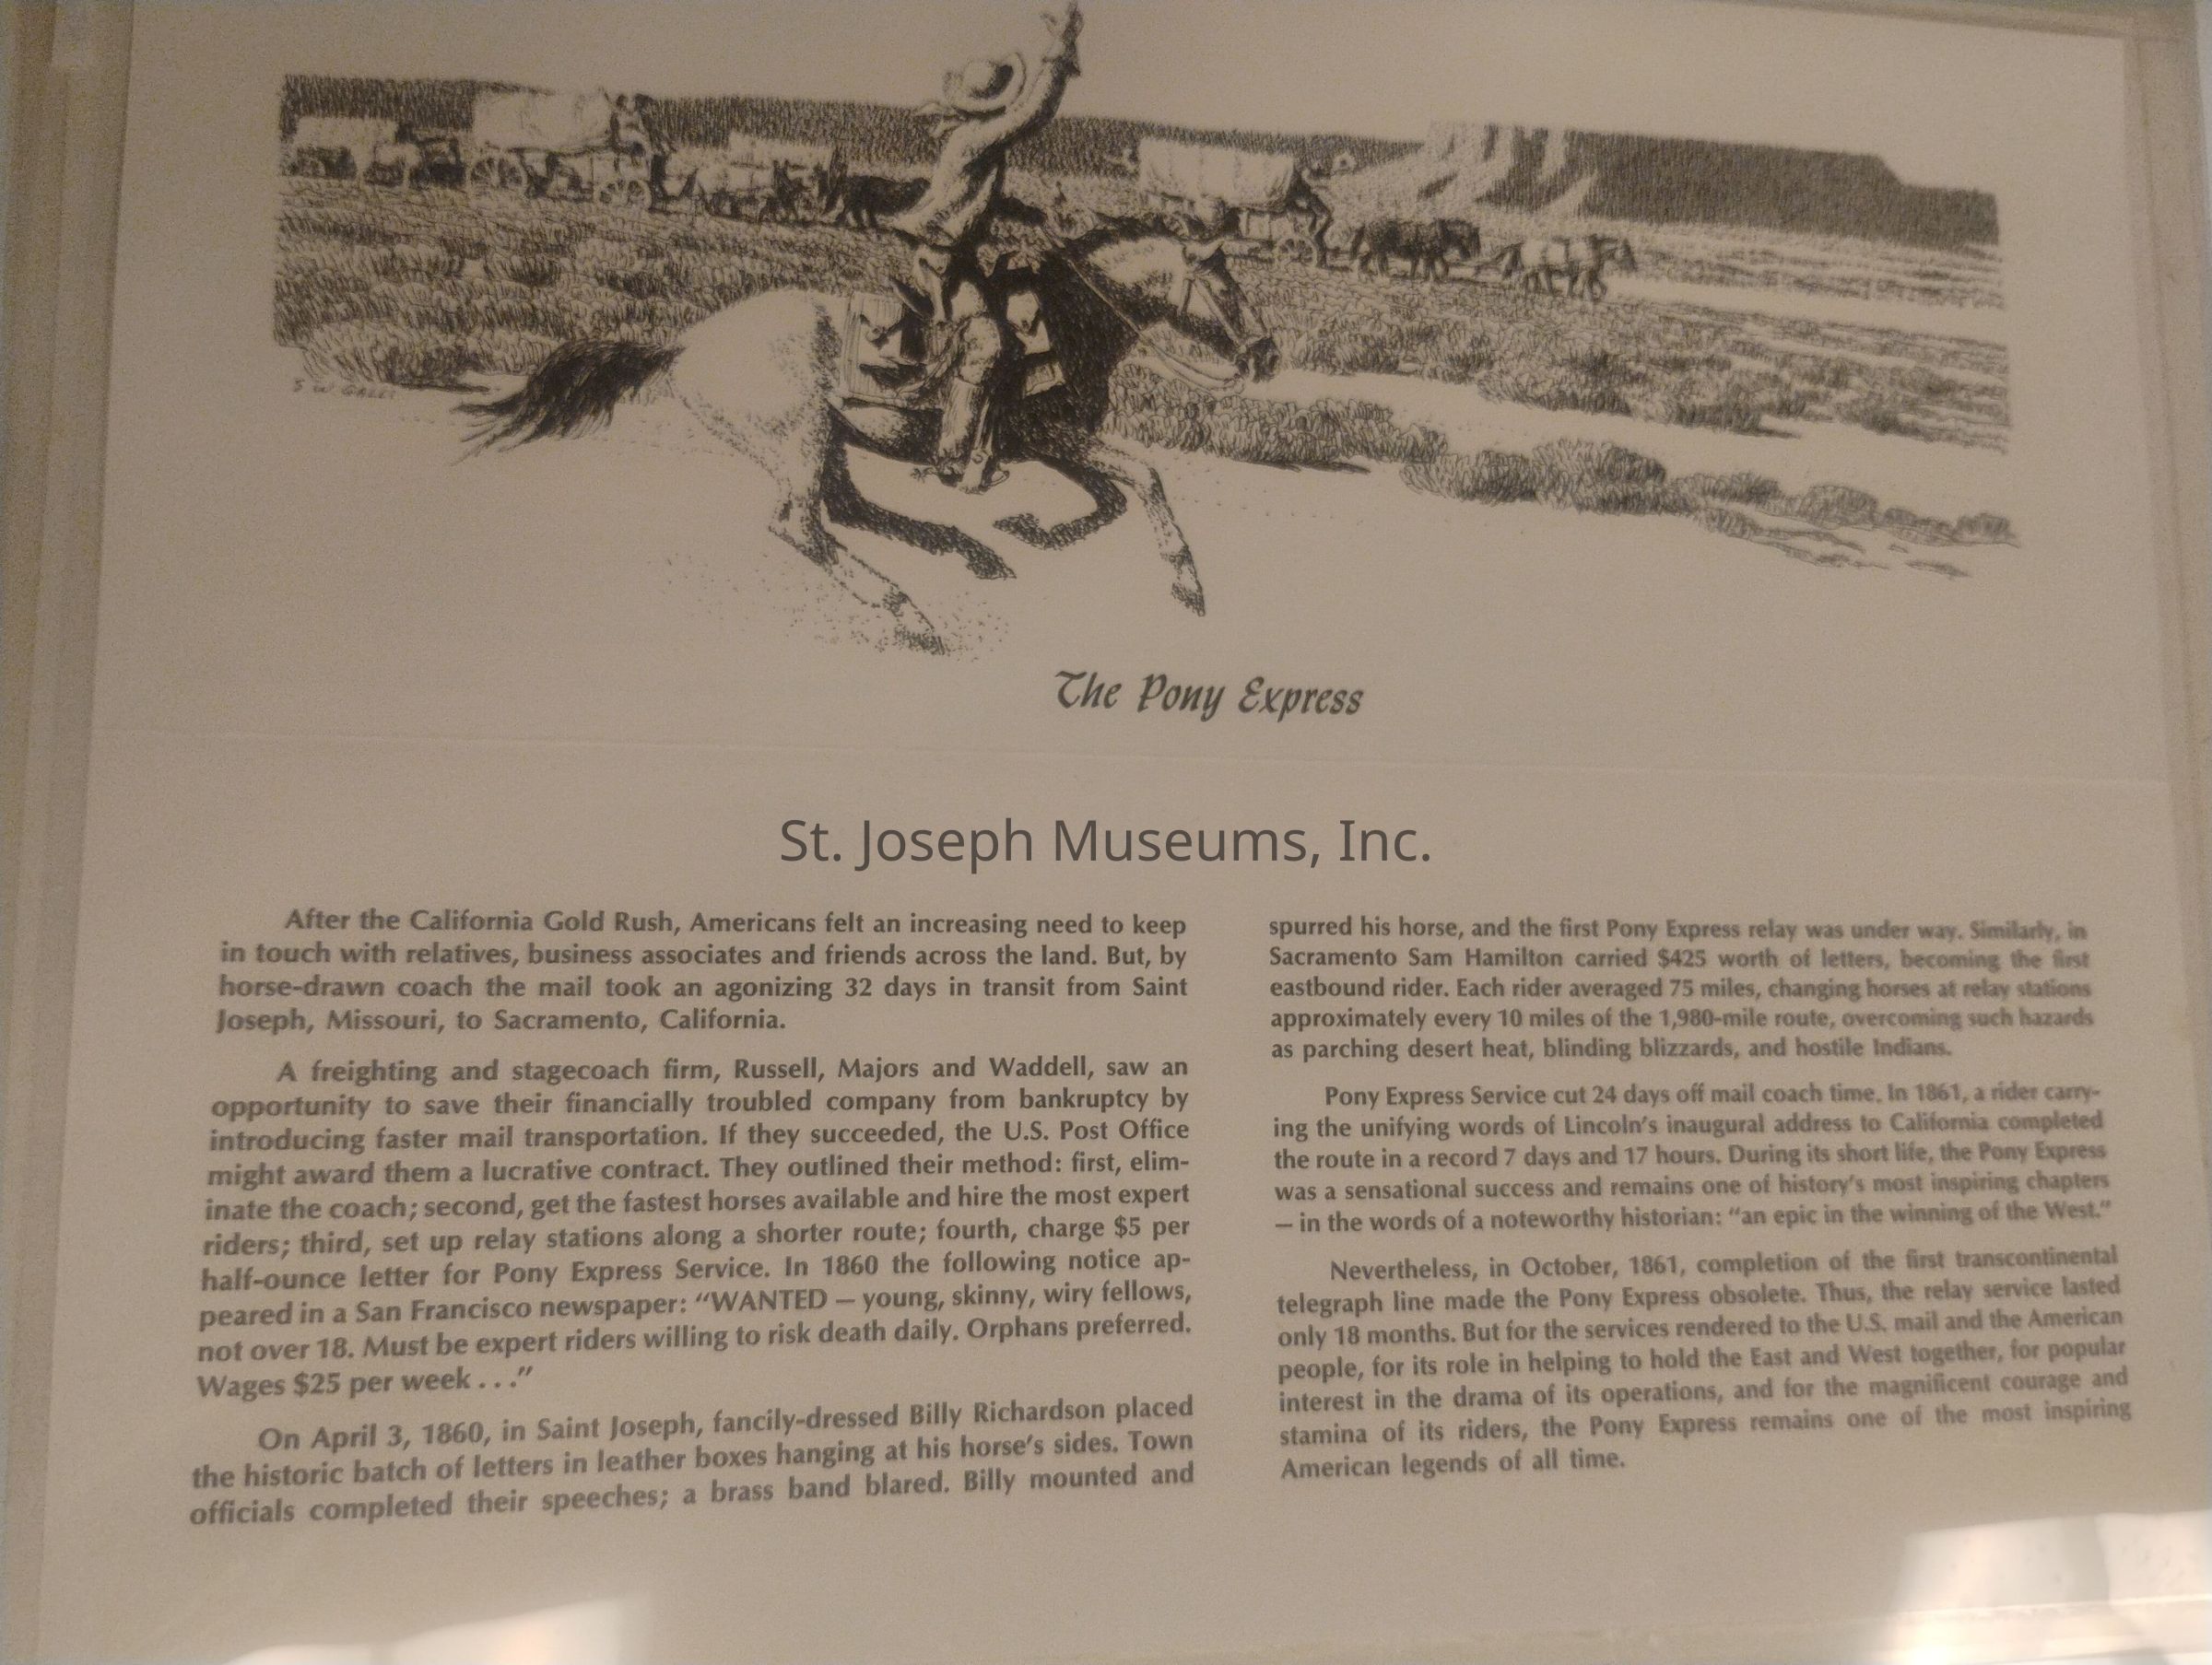 S W GALE
The Pony Express
St. Joseph Museums, Inc.
After the California Gold Rush, Americans felt an increasing need to keep
in touch with relatives, business associates and friends across the land. But, by
horse-drawn coach the mail took an agonizing 32 days in transit from Saint
Joseph, Missouri, to Sacramento, California.
A freighting and stagecoach firm, Russell, Majors and Waddell, saw an
opportunity to save their financially troubled company from bankruptcy by
introducing faster mail transportation. If they succeeded, the U.S. Post Office
might award them a lucrative contract. They outlined their method: first, elim-
inate the coach; second, get the fastest horses available and hire the most expert
riders; third, set up relay stations along a shorter route; fourth, charge $5 per
half-ounce letter for Pony Express Service. In 1860 the following notice ap-
peared in a San Francisco newspaper: “WANTED — young, skinny, wiry fellows,
not over 18. Must be expert riders willing to risk death daily. Orphans preferred.
Wages $25 per week . . .”
On April 3, 1860, in Saint Joseph, fancily-dressed Billy Richardson placed
the historic batch of letters in leather boxes hanging at his horse’s sides. Town
officials completed their speeches; a brass band blared. Billy mounted and
spurred his horse, and the first Pony Express relay was under way. Similarly, in
Sacramento Sam Hamilton carried $425 worth of letters, becoming the first
eastbound rider. Each rider averaged 75 miles, changing horses at relay stations
approximately every 10 miles of the 1,980-mile route, overcoming such hazards
as parching desert heat, blinding blizzards, and hostile Indians.
Pony Express Service cut 24 days off mail coach time. In 1861, a rider carry-
ing the unifying words of Lincoln’s inaugural address to California completed
the route in a record 7 days and 17 hours. During its short life, the Pony Express
was a sensational success and remains one of history’s most inspiring chapters
— in the words of a noteworthy historian: “an epic in the winning of the West.”
Nevertheless, in October, 1861, completion of the first transcontinental
telegraph line made the Pony Express obsolete. Thus, the relay service lasted
only 18 months. But for the services rendered to the U.S. mail and the American
people, for its role in helping to hold the East and West together, for popular
interest in the drama of its operations, and for the magnificent courage and
stamina of its riders, the Pony Express remains one of the most inspiring
American legends of all time.